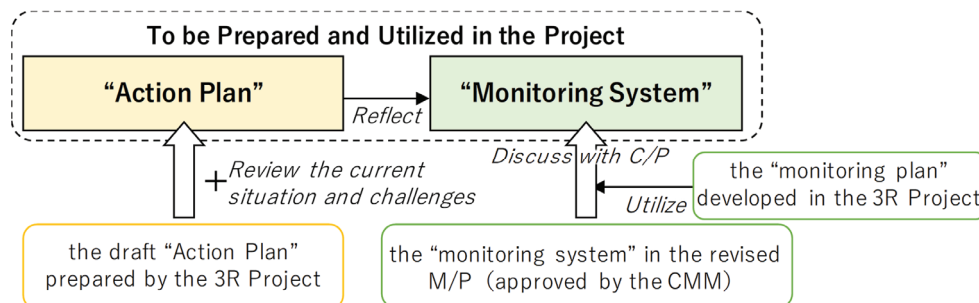 To be Prepared and Utilized in the Project
“Action Plan”
Reflect
“Monitoring System”
+
Review the current
situation and challenges
Discuss with C/P
Utilize
the “monitoring plan”
developed in the 3R Project
the draft “Action Plan”
prepared by the 3R Project
the “monitoring system” in the revised
M/P (approved by the CMM)